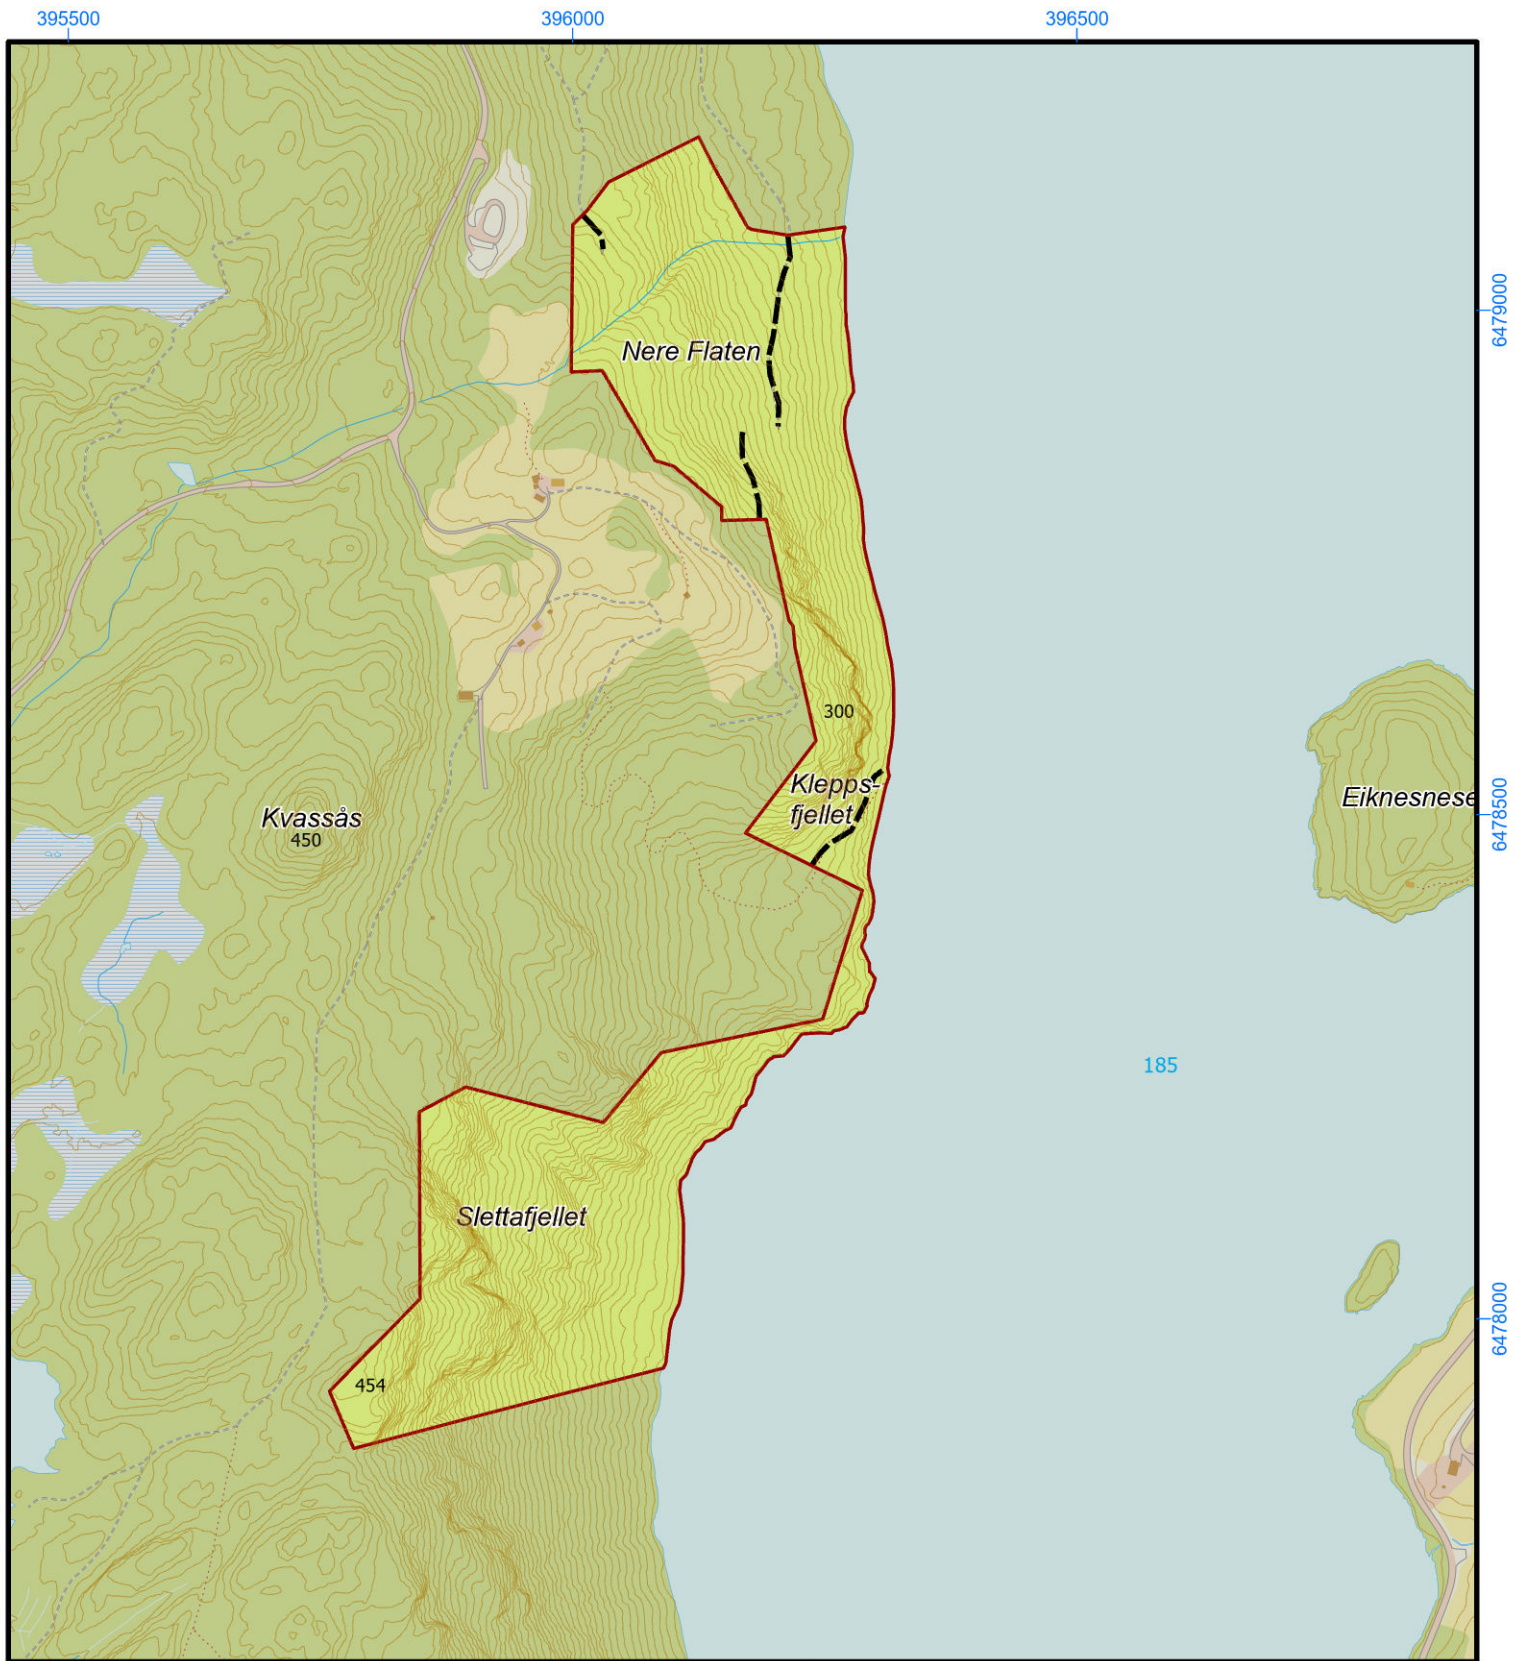 395500
396000
396500
6479000
Nere Flaten
300
Klepps-
fjellet
Eiknesnese
Kvassås
450
6478500
185
Slettafjellet
6478000
454